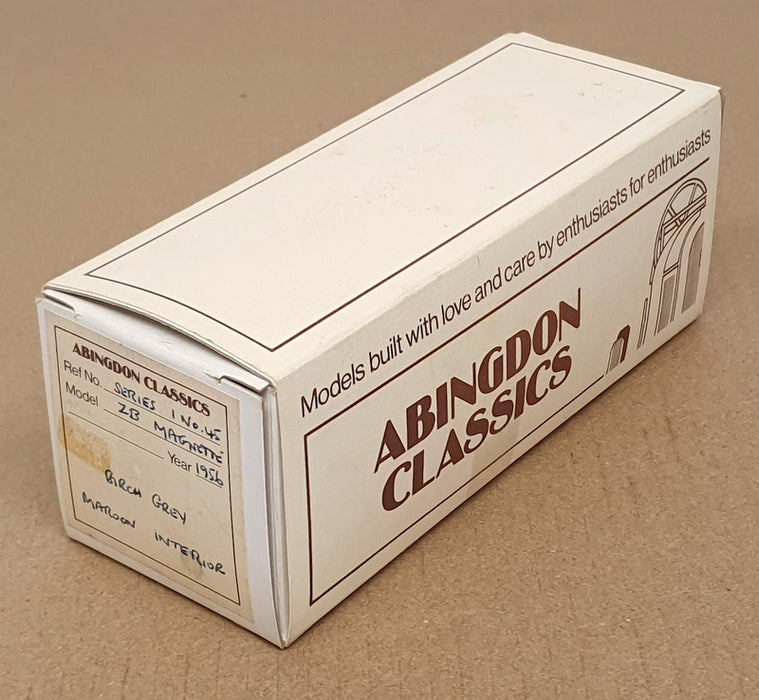 Models built with love and care by enthusiasts for enthusiasts
ABINGDON
CLASSICS
ABINGDON CLASSICS
Ref No. SERIES 1 No. 45
Model ZB MAGNETTE
Year 1956
BIRCH GREY
MAROON INTERIOR